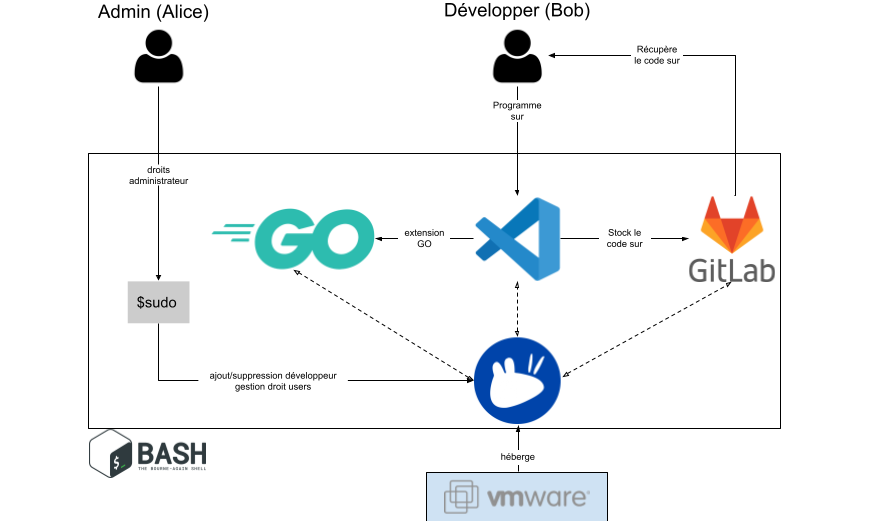 Admin (Alice)
Développer (Bob)
Récupère
le code sur
Programme
sur
droits
administrateur
GO
extension
GO
Stock le
code sur
GitLab
$sudo
ajout/suppression développeur
gestion droit users
$_
BASH
THE BOURNE-AGAIN SHELL
héberge
vmware®